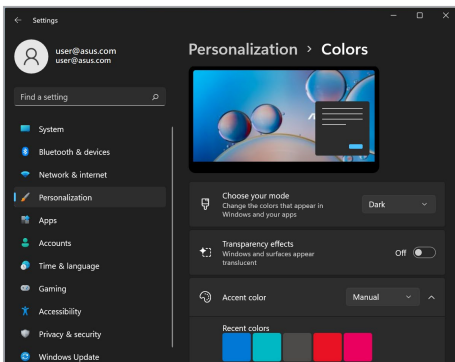 Settings
user@asus.com
user@asus.com
Find a setting
System
Bluetooth & devices
Network & internet
Personalization
Apps
Accounts
Time & language
Gaming
Accessibility
Privacy & security
Windows Update
Personalization > Colors
Choose your mode
Change the colors that appear in
Windows and your apps
Dark
Transparency effects
Windows and surfaces appear
translucent
Off
Accent color
Manual
Recent colors